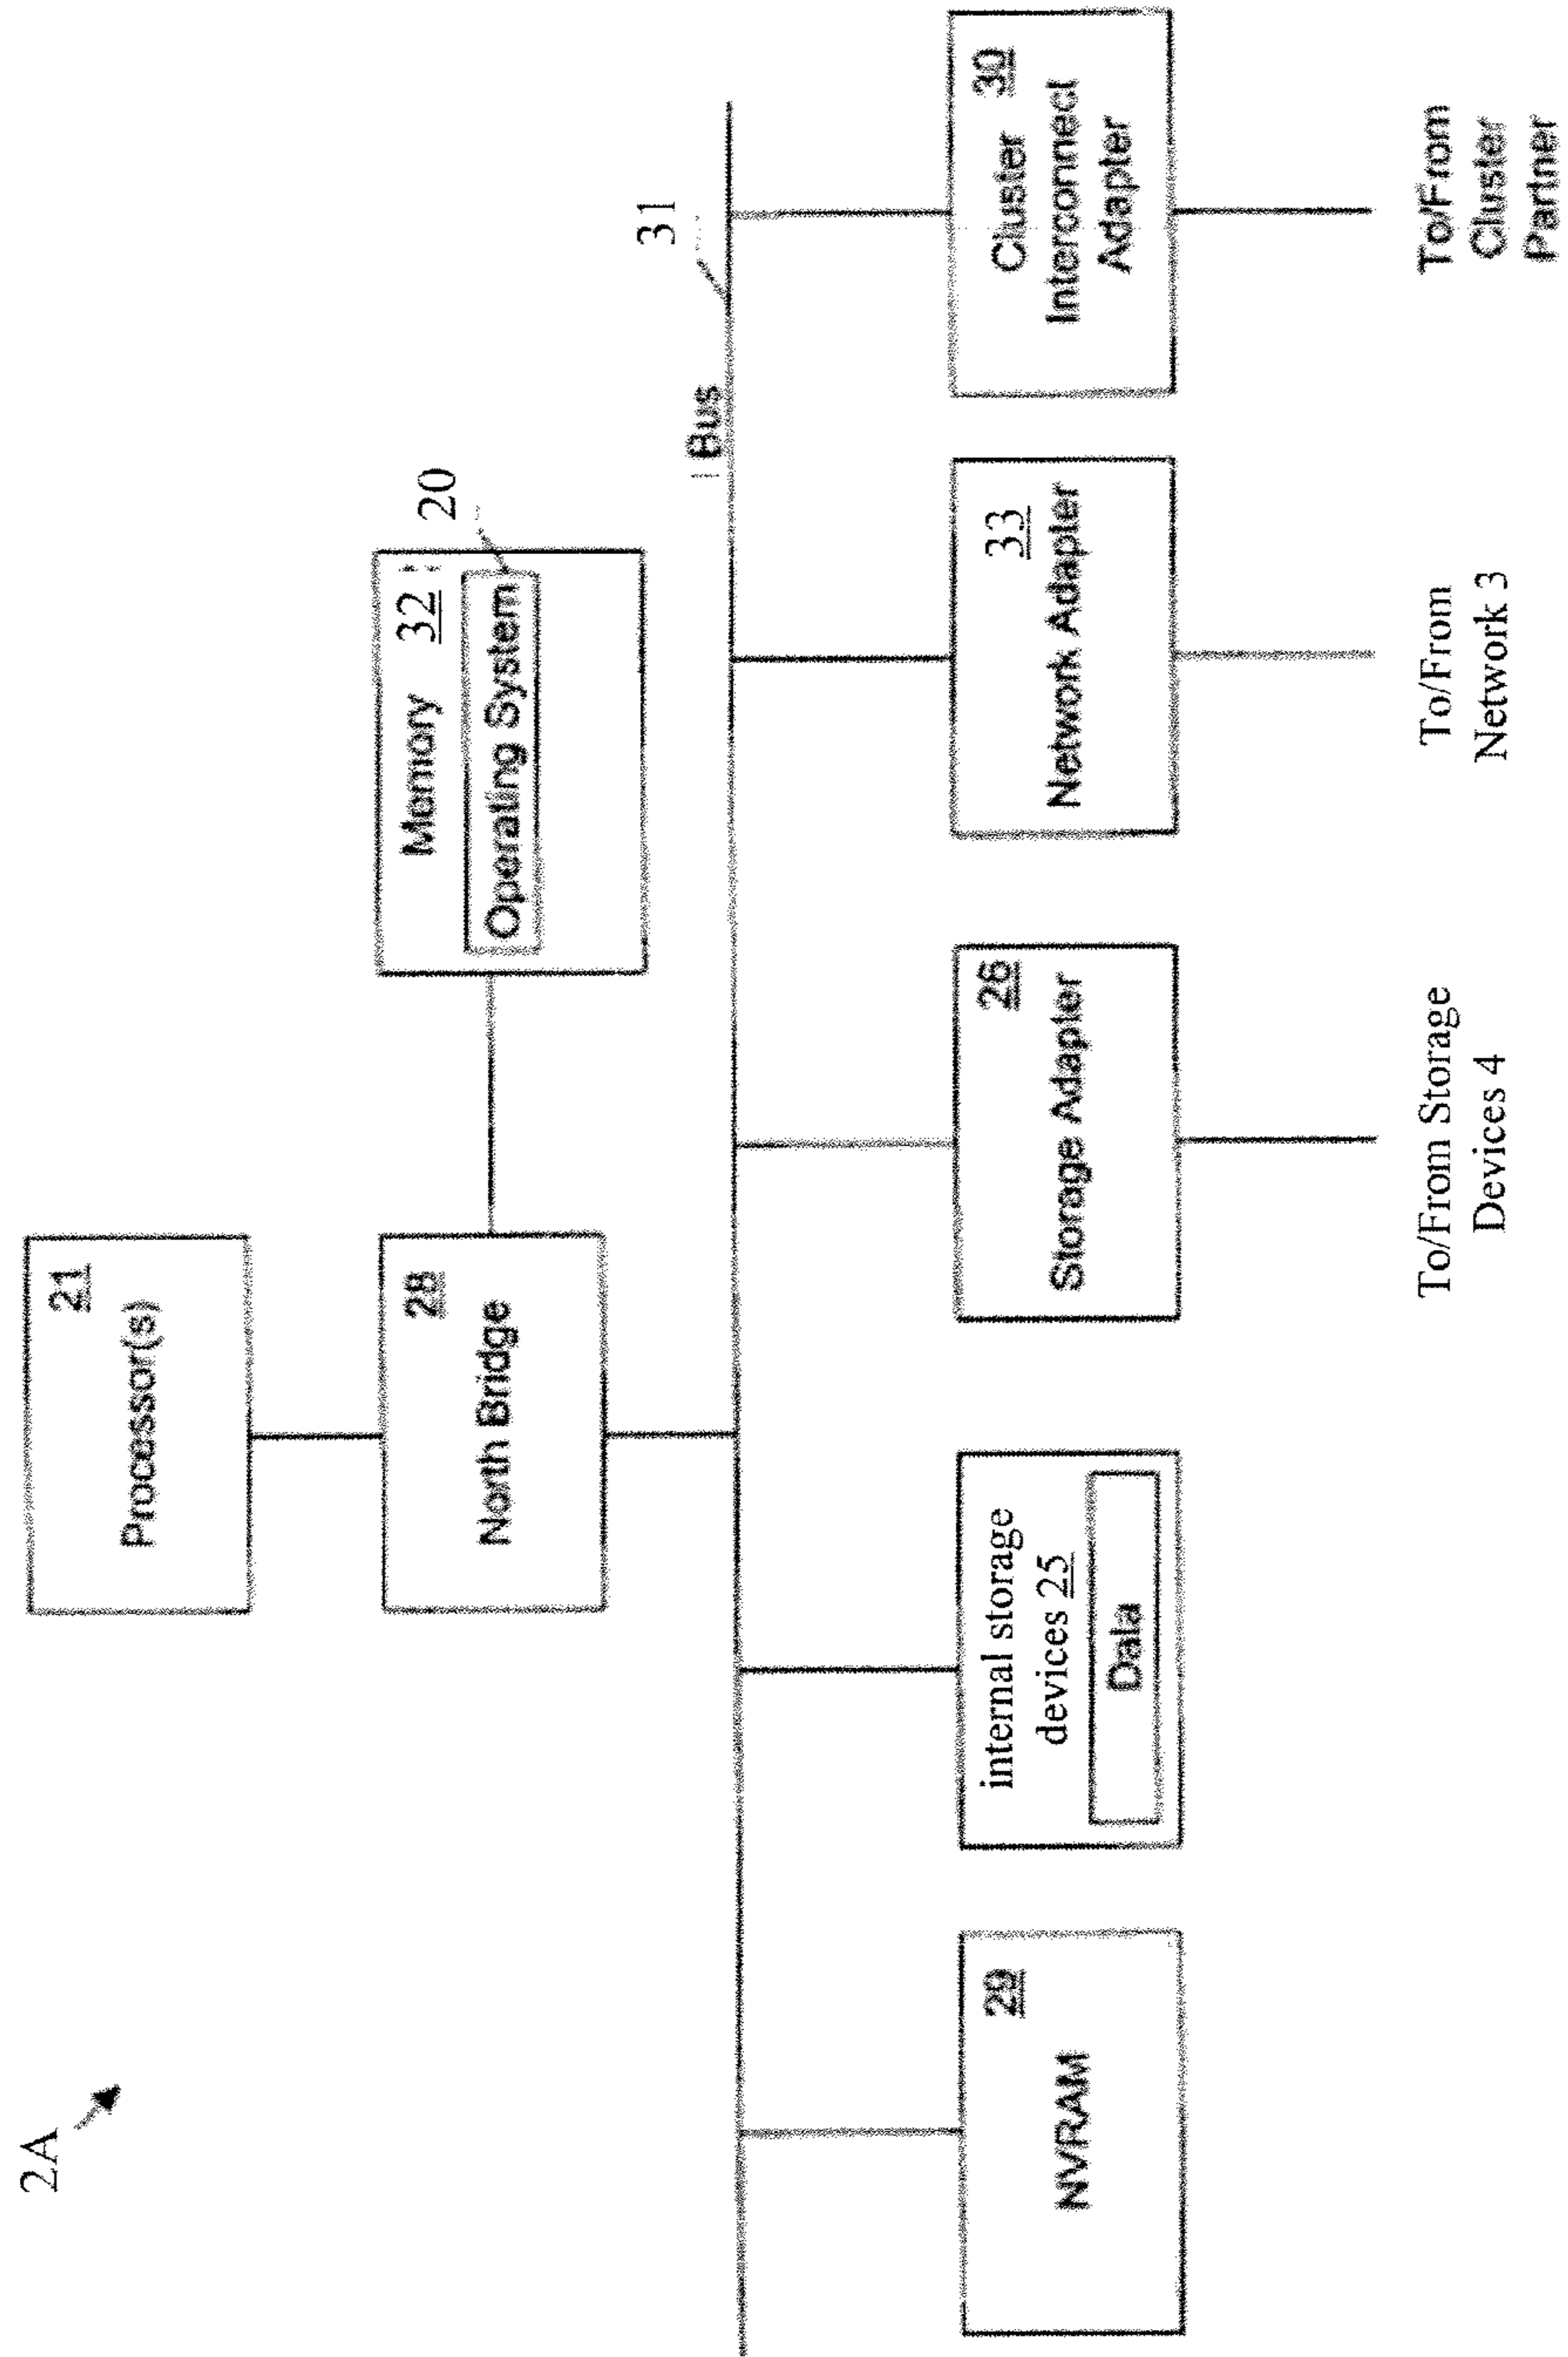 2A
21
Processor(s)
28
North Bridge
Memory 32
Operating System
20
Bus
31
29
NVRAM
internal storage
devices 25
Data
26
Storage Adapter
33
Network Adapter
30
Cluster
Interconnect
Adapter
To/From Storage
Devices 4
To/From
Network 3
To/From
Cluster
Partner